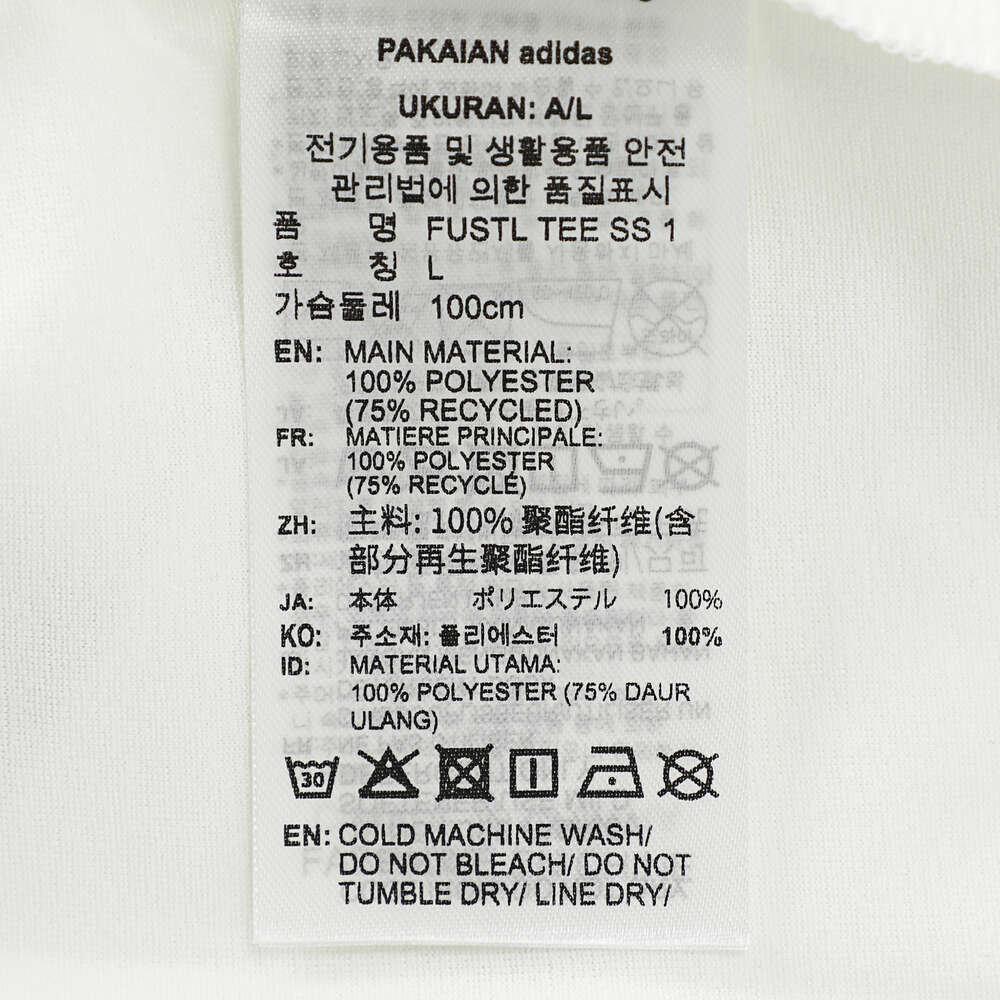 PAKAIAN adidas
UKURAN: A/L
전기용품 및 생활용품 안전
관리법에 의한 품질표시
품 명 FUSTL TEE SS 1
호 칭 L
가슴둘레 100cm
EN: MAIN MATERIAL:
100% POLYESTER
(75% RECYCLED)
FR: MATIERE PRINCIPALE:
100% POLYESTER
(75% RECYCLÉ)
ZH: 主料: 100% 聚酯纤维(含
部分再生聚酯纤维)
JA: 本体 ポリエステル 100%
KO: 주소재: 폴리에스터 100%
ID: MATERIAL UTAMA:
100% POLYESTER (75% DAUR
ULANG)
30
EN: COLD MACHINE WASH/
DO NOT BLEACH/ DO NOT
TUMBLE DRY/ LINE DRY/